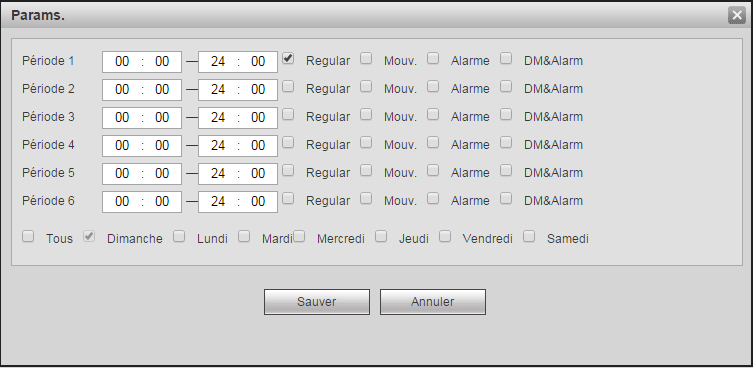 Params.
Période 1 00 : 00 — 24 : 00 Regular Mouv. Alarme DM&Alarm
Période 2 00 : 00 — 24 : 00 Regular Mouv. Alarme DM&Alarm
Période 3 00 : 00 — 24 : 00 Regular Mouv. Alarme DM&Alarm
Période 4 00 : 00 — 24 : 00 Regular Mouv. Alarme DM&Alarm
Période 5 00 : 00 — 24 : 00 Regular Mouv. Alarme DM&Alarm
Période 6 00 : 00 — 24 : 00 Regular Mouv. Alarme DM&Alarm
Tous Dimanche Lundi Mardi Mercredi Jeudi Vendredi Samedi
Sauver Annuler